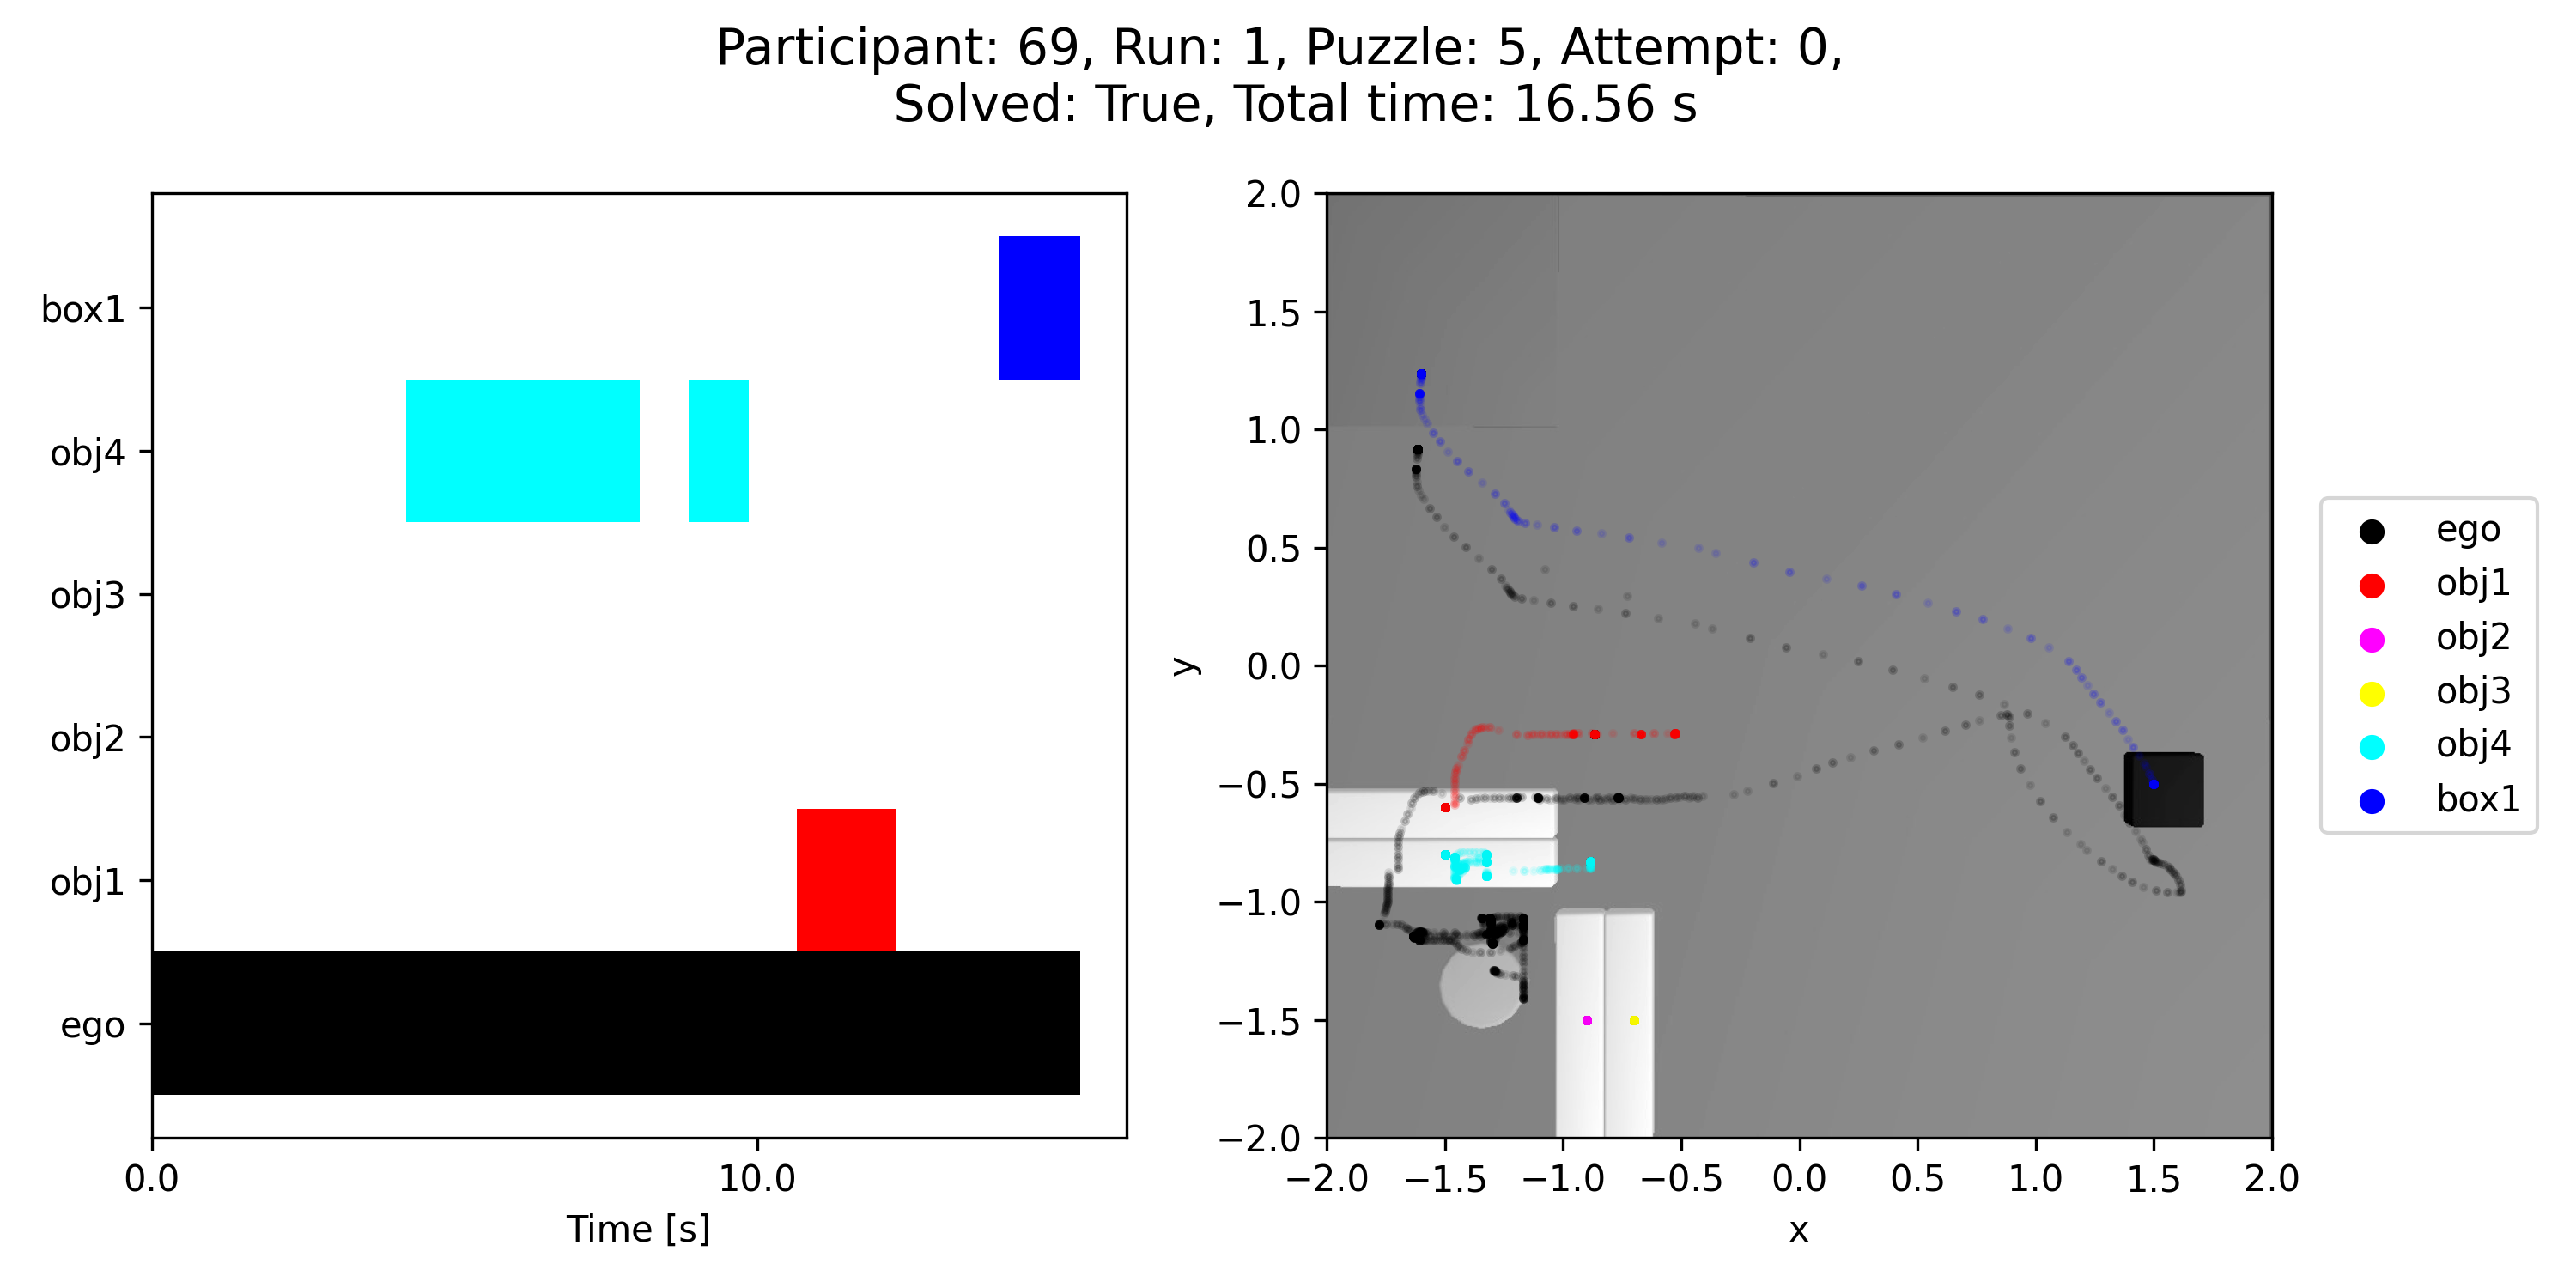 Participant: 69, Run: 1, Puzzle: 5, Attempt: 0,
Solved: True, Total time: 16.56 s
box1
obj4
obj3
obj2
obj1
ego
0.0
10.0
Time [s]
2.0
1.5
1.0
0.5
0.0
−0.5
−1.0
−1.5
−2.0
y
−2.0
−1.5
−1.0
−0.5
0.0
0.5
1.0
1.5
2.0
x
ego
obj1
obj2
obj3
obj4
box1